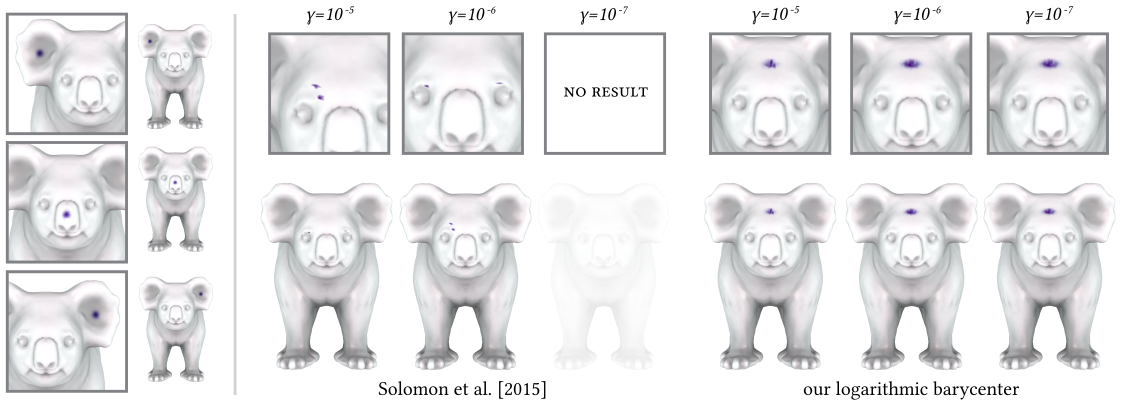 γ=10⁻⁵ γ=10⁻⁶ γ=10⁻⁷ γ=10⁻⁵ γ=10⁻⁶ γ=10⁻⁷
NO RESULT
Solomon et al. [2015] our logarithmic barycenter